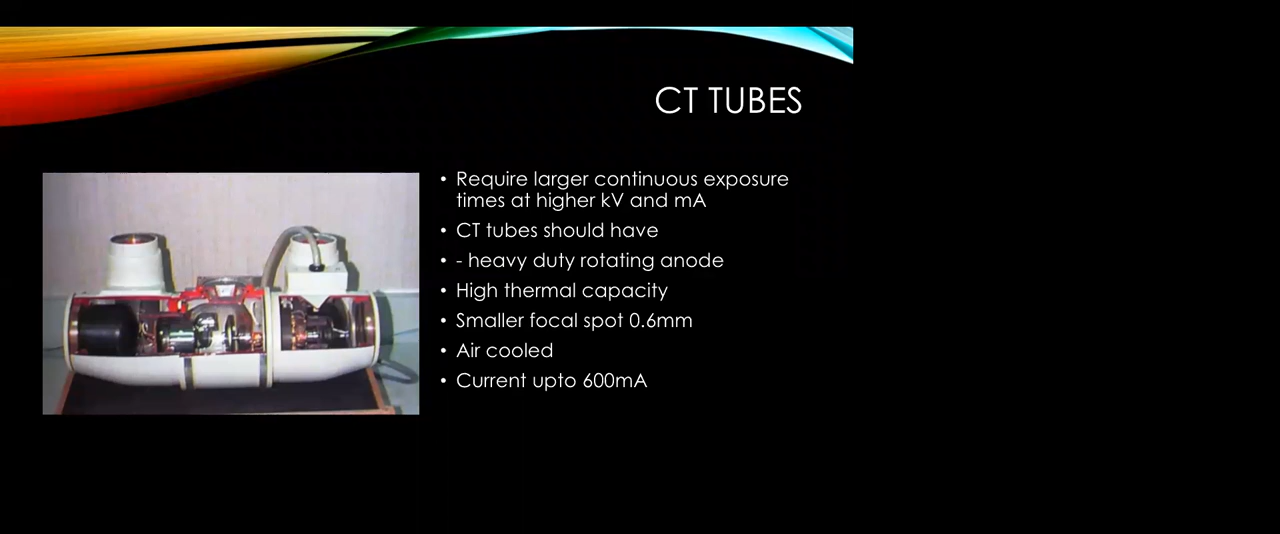 CT TUBES
• Require larger continuous exposure
times at higher kV and mA
• CT tubes should have
• - heavy duty rotating anode
• High thermal capacity
• Smaller focal spot 0.6mm
• Air cooled
• Current upto 600mA